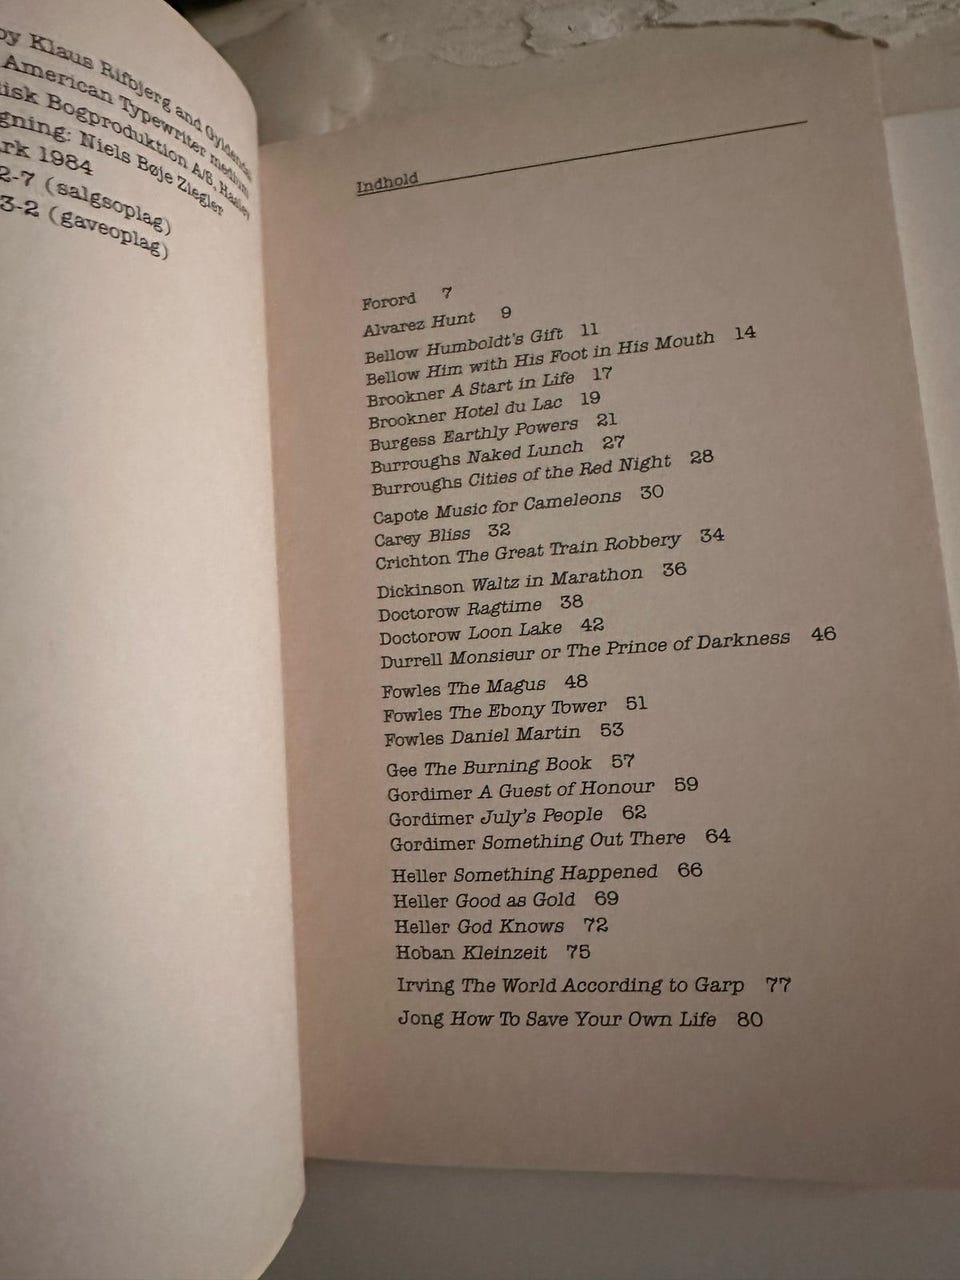 by Klaus Rifbjerg and Gyldendal
American Typewriter medium
Bogproduktion A/S, Haslev
Niels Bøje Ziegler
1984
2-7 (salgsoplag)
3-2 (gaveoplag)
Indhold
Forord 7
Alvarez Hunt 9
Bellow Humboldt's Gift 11
Bellow Him with His Foot in His Mouth 14
Brookner A Start in Life 17
Brookner Hotel du Lac 19
Burgess Earthly Powers 21
Burroughs Naked Lunch 27
Burroughs Cities of the Red Night 28
Capote Music for Cameleons 30
Carey Bliss 32
Crichton The Great Train Robbery 34
Dickinson Waltz in Marathon 36
Doctorow Ragtime 38
Doctorow Loon Lake 42
Durrell Monsieur or The Prince of Darkness 46
Fowles The Magus 48
Fowles The Ebony Tower 51
Fowles Daniel Martin 53
Gee The Burning Book 57
Gordimer A Guest of Honour 59
Gordimer July's People 62
Gordimer Something Out There 64
Heller Something Happened 66
Heller Good as Gold 69
Heller God Knows 72
Hoban Kleinzeit 75
Irving The World According to Garp 77
Jong How To Save Your Own Life 80